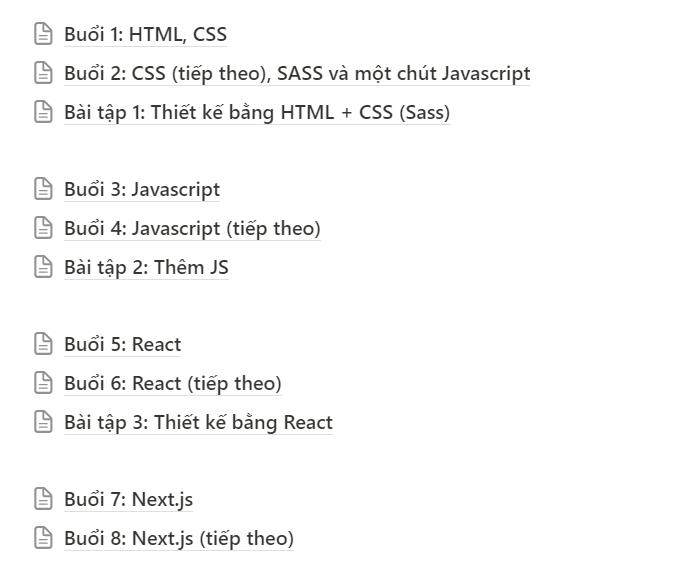 Buổi 1: HTML, CSS
Buổi 2: CSS (tiếp theo), SASS và một chút Javascript
Bài tập 1: Thiết kế bằng HTML + CSS (Sass)
Buổi 3: Javascript
Buổi 4: Javascript (tiếp theo)
Bài tập 2: Thêm JS
Buổi 5: React
Buổi 6: React (tiếp theo)
Bài tập 3: Thiết kế bằng React
Buổi 7: Next.js
Buổi 8: Next.js (tiếp theo)